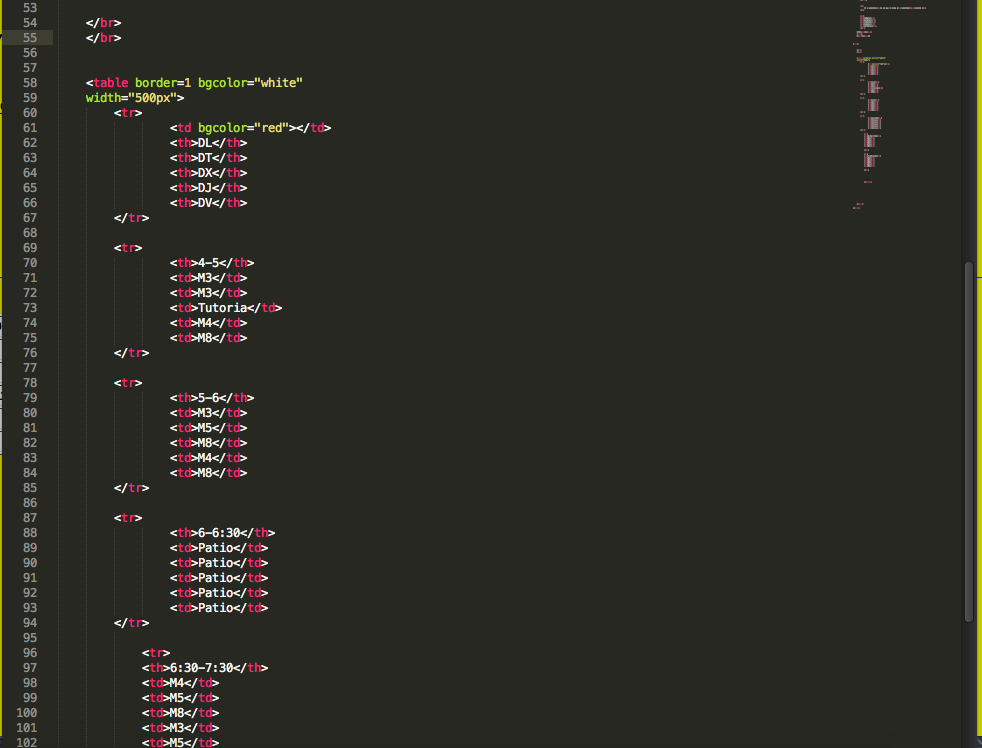 53
54 </br>
55 </br>
56
57
58 <table border=1 bgcolor="white"
59 width="500px">
60 <tr>
61 <td bgcolor="red"></td>
62 <th>DL</th>
63 <th>DT</th>
64 <th>DX</th>
65 <th>DJ</th>
66 <th>DV</th>
67 </tr>
68
69 <tr>
70 <th>4-5</th>
71 <td>M3</td>
72 <td>M3</td>
73 <td>Tutoria</td>
74 <td>M4</td>
75 <td>M8</td>
76 </tr>
77
78 <tr>
79 <th>5-6</th>
80 <td>M3</td>
81 <td>M5</td>
82 <td>M8</td>
83 <td>M4</td>
84 <td>M8</td>
85 </tr>
86
87 <tr>
88 <th>6-6:30</th>
89 <td>Patio</td>
90 <td>Patio</td>
91 <td>Patio</td>
92 <td>Patio</td>
93 <td>Patio</td>
94 </tr>
95
96 <tr>
97 <th>6:30-7:30</th>
98 <td>M4</td>
99 <td>M5</td>
100 <td>M8</td>
101 <td>M3</td>
102 <td>M5</td>